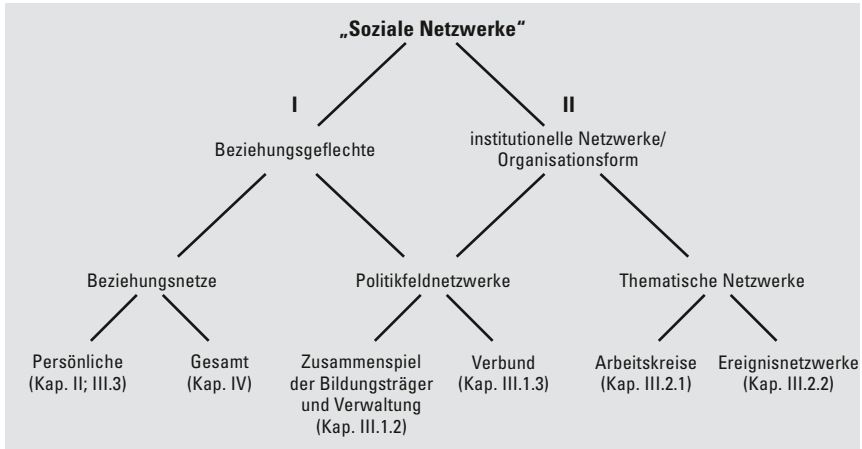 „Soziale Netzwerke“
I
II
Beziehungsgeflechte
institutionelle Netzwerke/
Organisationsform
Beziehungsnetze
Politikfeldnetzwerke
Thematische Netzwerke
Persönliche
(Kap. II; III.3)
Gesamt
(Kap. IV)
Zusammenspiel
der Bildungsträger
und Verwaltung
(Kap. III.1.2)
Verbund
(Kap. III.1.3)
Arbeitskreise
(Kap. III.2.1)
Ereignisnetzwerke
(Kap. III.2.2)